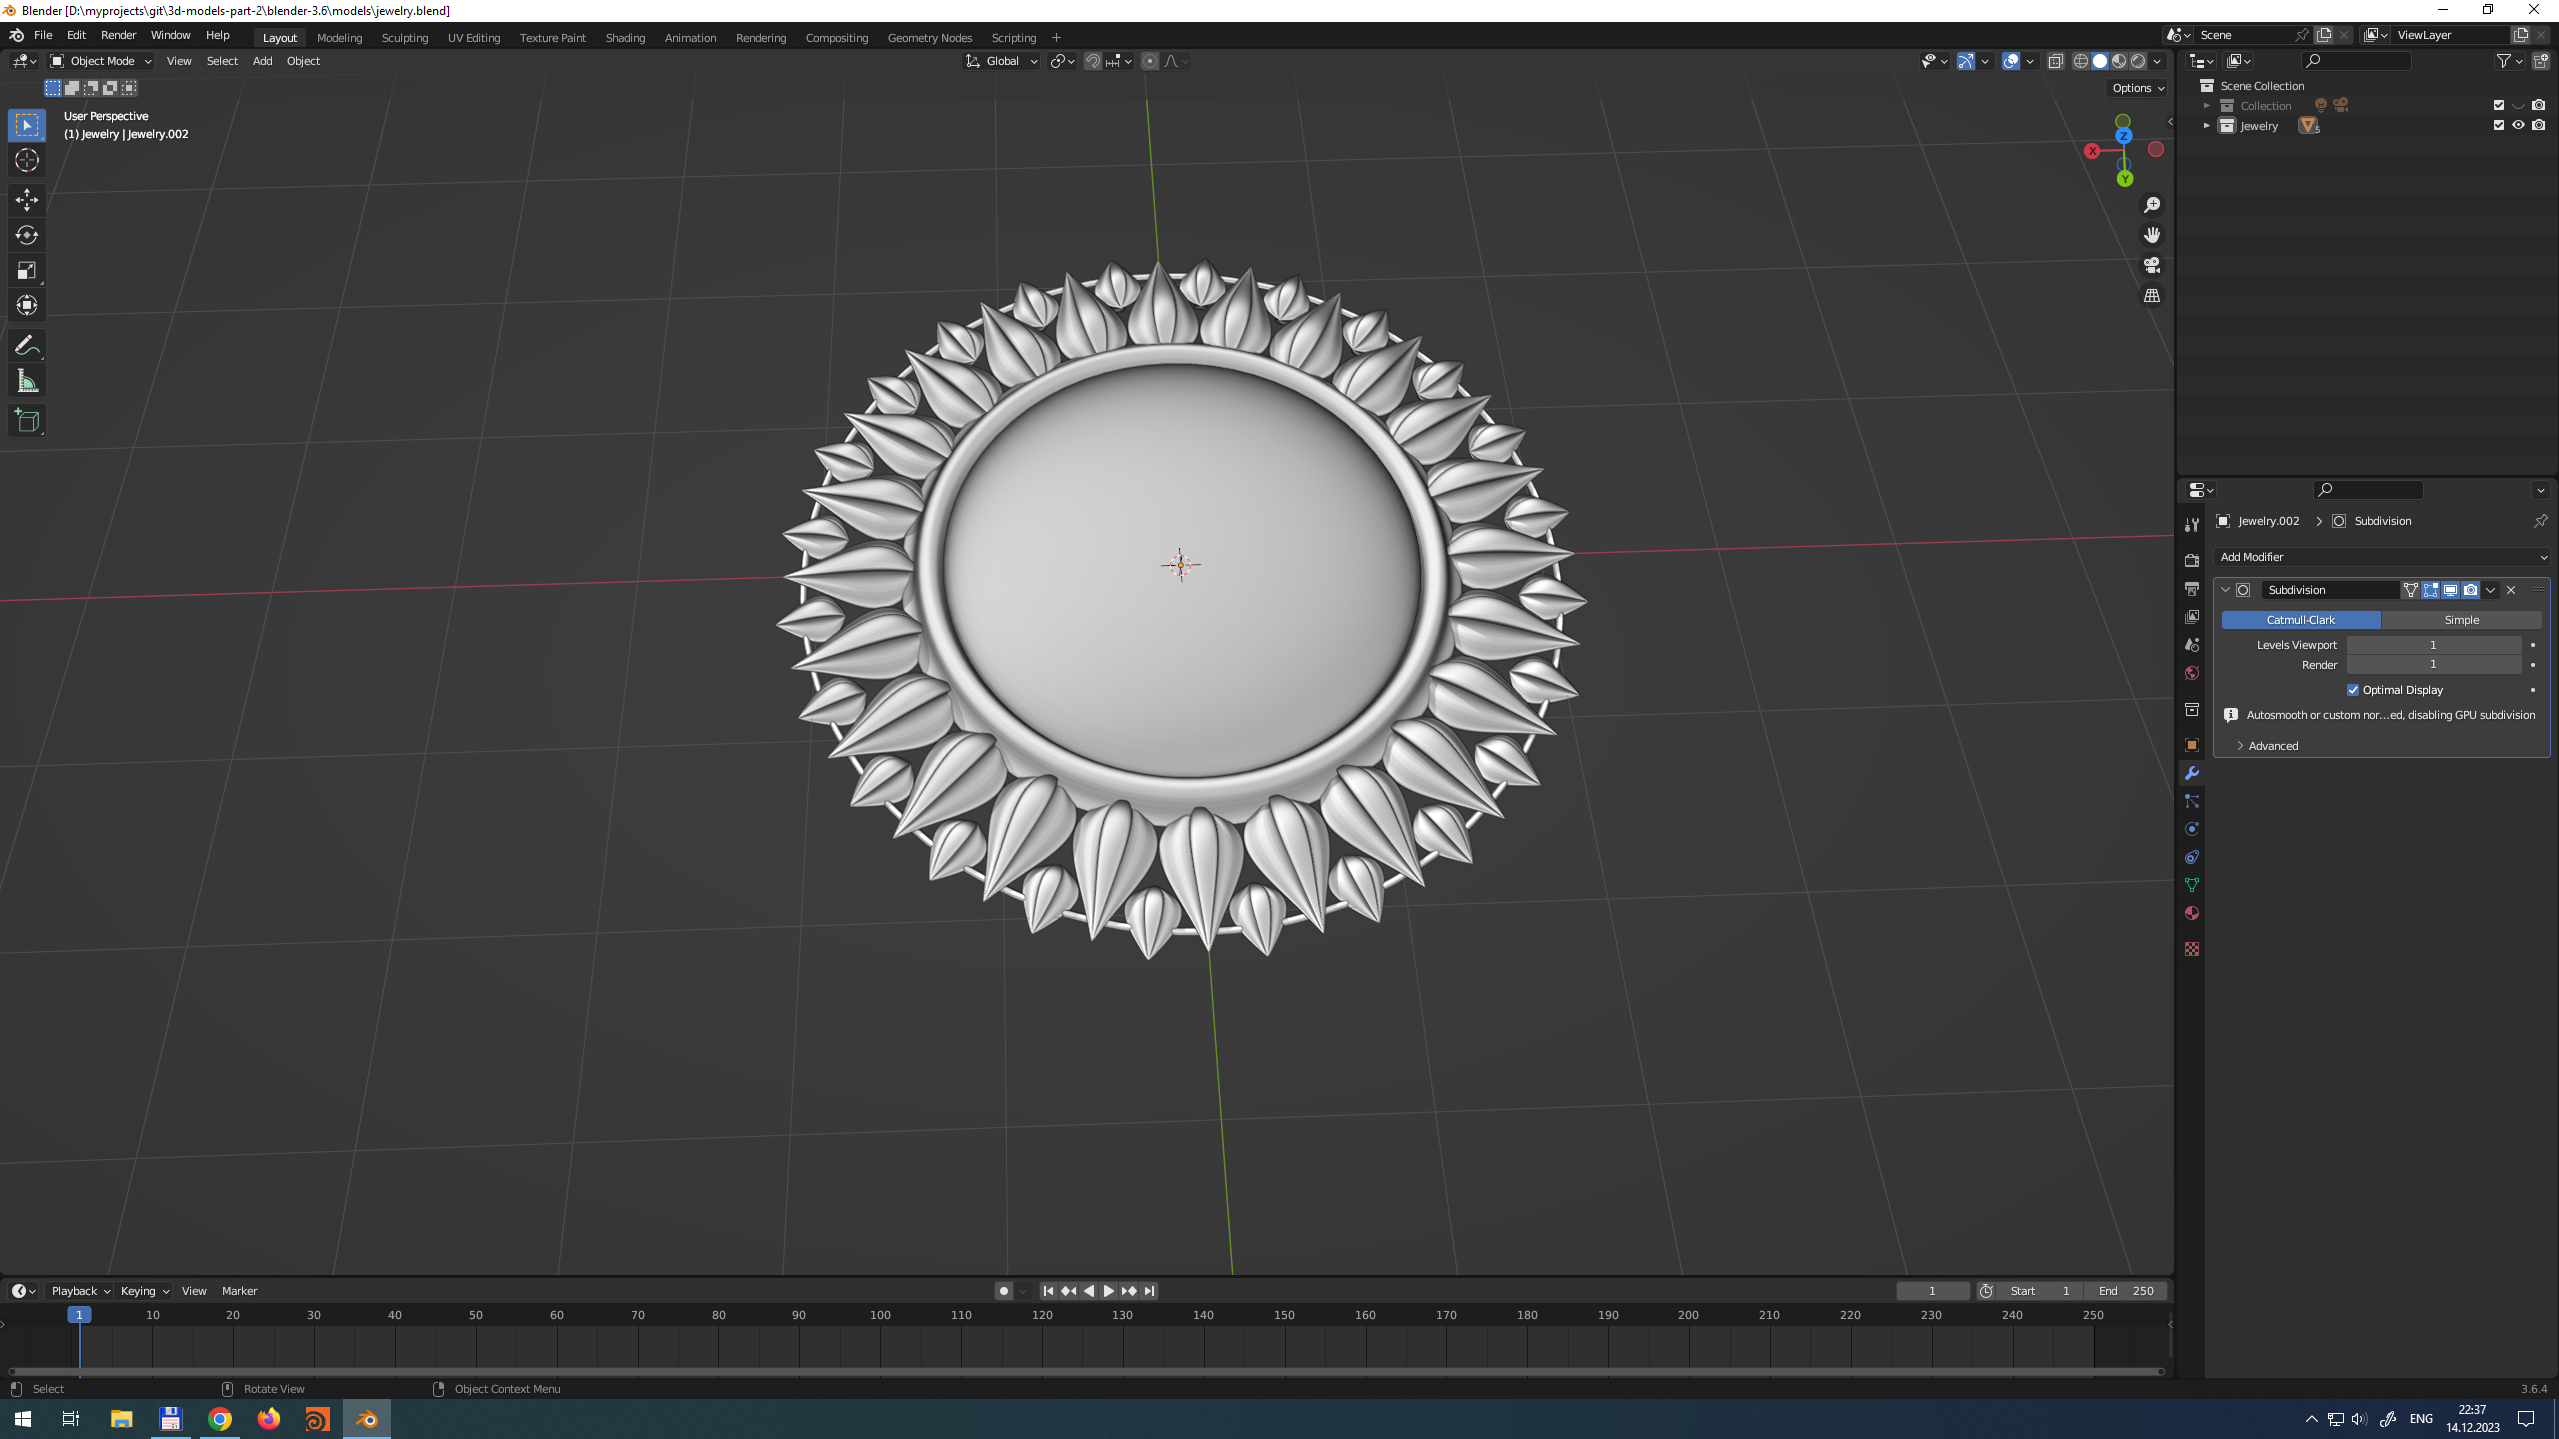 Blender [D:\myprojects\git\3d-models-part-2\blender-3.6\models\jewelry.blend]
File Edit Render Window Help Layout Modeling Sculpting UV Editing Texture Paint Shading Animation Rendering Compositing Geometry Nodes Scripting Scene ViewLayer
Object Mode View Select Add Object Global
Options
User Perspective
(1) Jewelry | Jewelry.002
Z
X
Y
Scene Collection
Collection
Jewelry 5
Jewelry.002 Subdivision
Add Modifier
Subdivision
Catmull-Clark Simple
Levels Viewport 1
Render 1
Optimal Display
Autosmooth or custom nor...ed, disabling GPU subdivision
Advanced
Playback Keying View Marker 1 Start 1 End 250
1 10 20 30 40 50 60 70 80 90 100 110 120 130 140 150 160 170 180 190 200 210 220 230 240 250
Select Rotate View Object Context Menu 3.6.4
ENG 22:37
14.12.2023